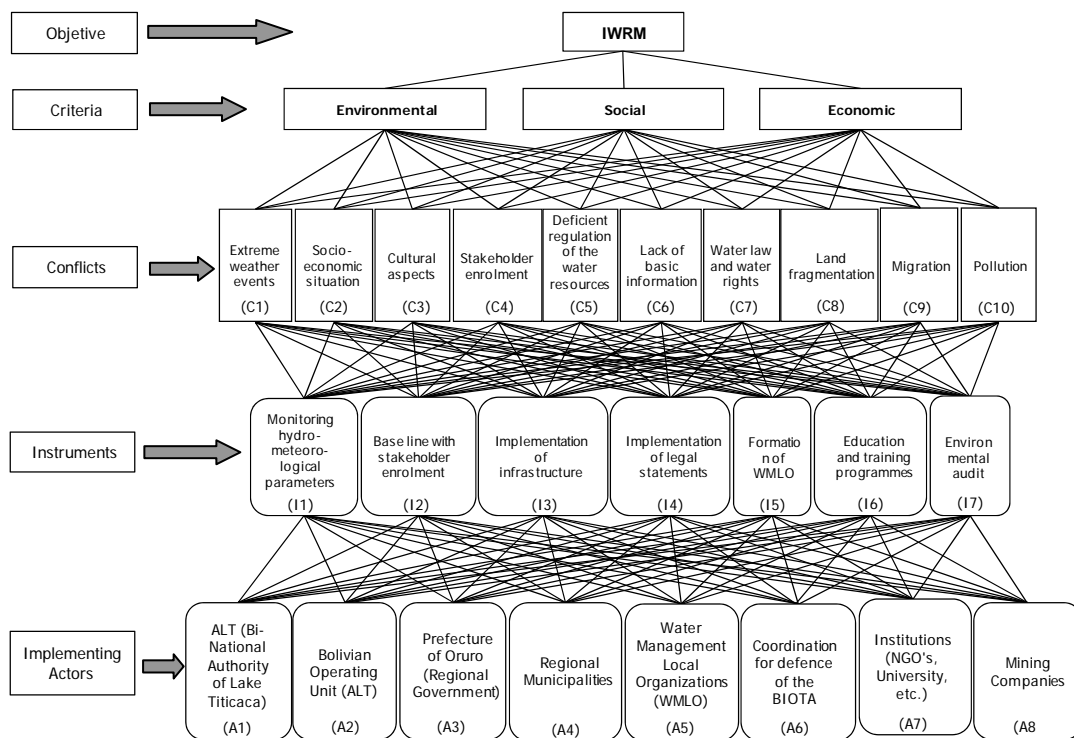 Objetive
IWRM
Criteria
Environmental
Social
Economic
Conflicts
Extreme
weather
events
(C1)
Socio-
economic
situation
(C2)
Cultural
aspects
(C3)
Stakeholder
enrolment
(C4)
Deficient
regulation
of the
water
resources
(C5)
Lack of
basic
information
(C6)
Water law
and water
rights
(C7)
Land
fragmentation
(C8)
Migration
(C9)
Pollution
(C10)
Instruments
Monitoring
hydro-
meteoro-
logical
parameters
(I1)
Base line with
stakeholder
enrolment
(I2)
Implementation
of
infrastructure
(I3)
Implementation
of legal
statements
(I4)
Formatio
n of
WMLO
(I5)
Education
and training
programmes
(I6)
Environ
mental
audit
(I7)
Implementing
Actors
ALT (Bi-
National
Authority
of Lake
Titicaca)
(A1)
Bolivian
Operating
Unit (ALT)
(A2)
Prefecture
of Oruro
(Regional
Government)
(A3)
Regional
Municipalities
(A4)
Water
Management
Local
Organizations
(WMLO)
(A5)
Coordination
for defence
of the
BIOTA
(A6)
Institutions
(NGO's,
University,
etc.)
(A7)
Mining
Companies
(A8